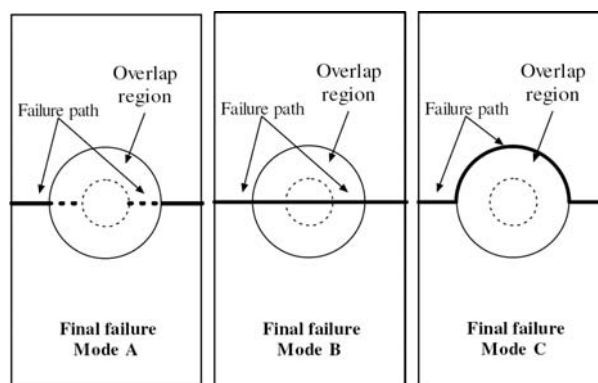 Overlap
region
Failure path
Final failure
Mode A
Overlap
region
Failure path
Final failure
Mode B
Overlap
region
Failure path
Final failure
Mode C